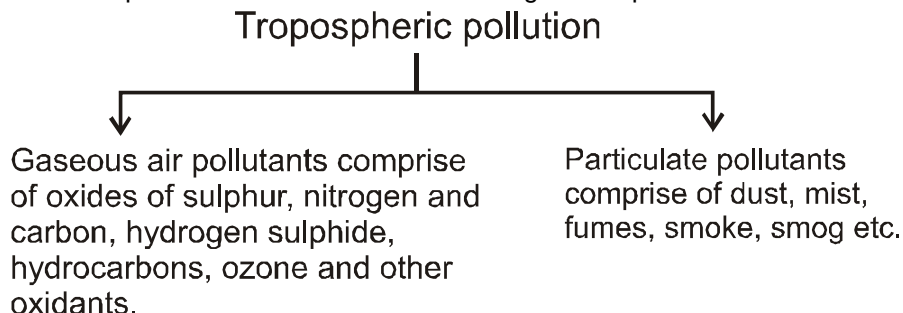 Tropospheric pollution
Gaseous air pollutants comprise
of oxides of sulphur, nitrogen and
carbon, hydrogen sulphide,
hydrocarbons, ozone and other
oxidants.
Particulate pollutants
comprise of dust, mist,
fumes, smoke, smog etc.